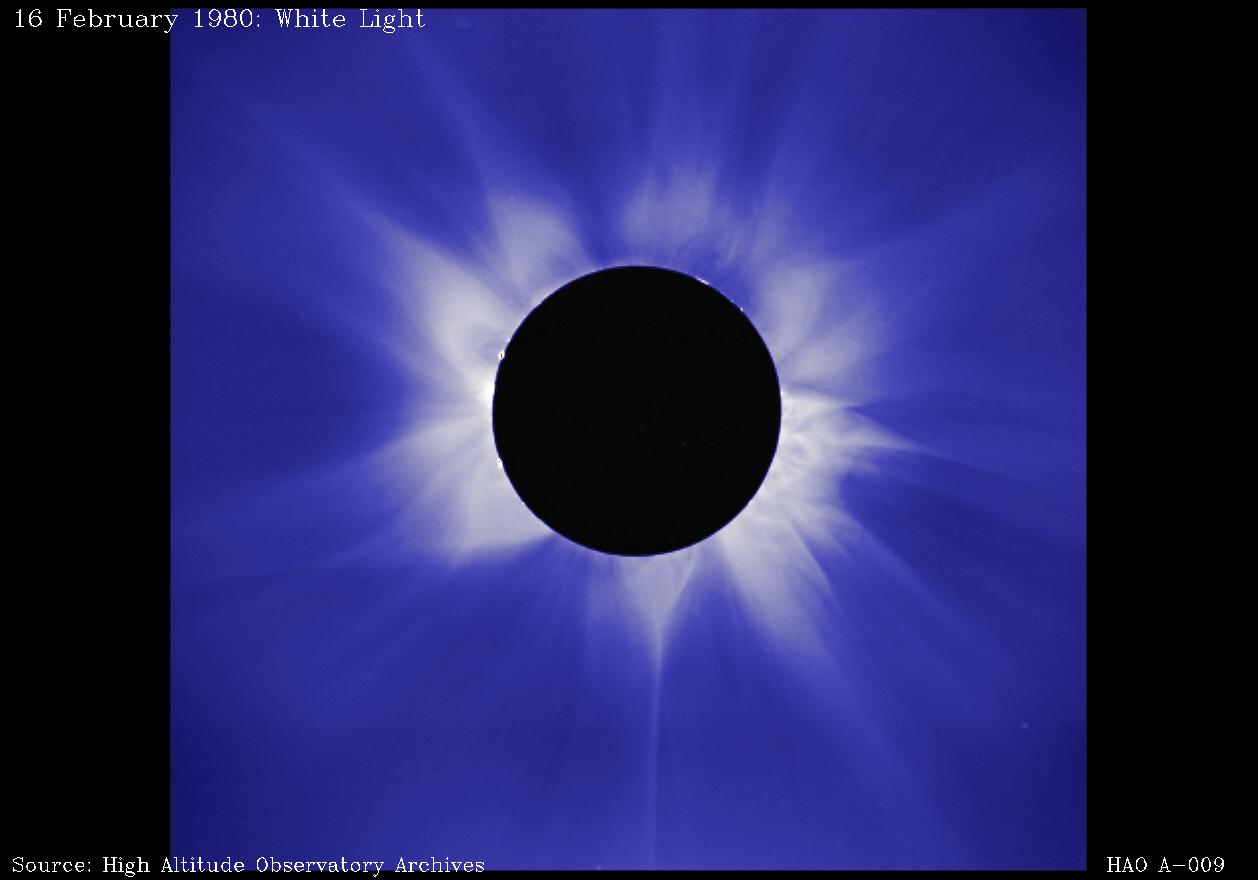 16 February 1980: White Light
Source: High Altitude Observatory Archives
HAO A-009